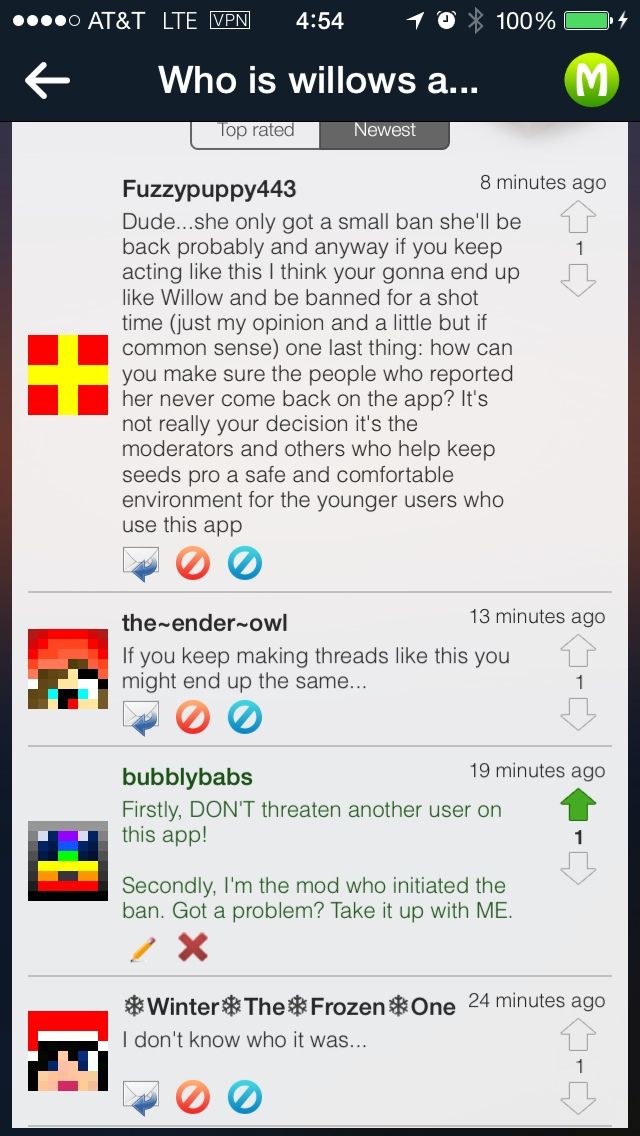 AT&T LTE VPN 4:54 100%
Who is willows a... M
Top rated Newest
Fuzzypuppy443 8 minutes ago
Dude...she only got a small ban she'll be
back probably and anyway if you keep
acting like this I think your gonna end up
like Willow and be banned for a shot
time (just my opinion and a little but if
common sense) one last thing: how can
you make sure the people who reported
her never come back on the app? It's
not really your decision it's the
moderators and others who help keep
seeds pro a safe and comfortable
environment for the younger users who
use this app
1
the~ender~owl 13 minutes ago
If you keep making threads like this you
might end up the same...
1
bubblybabs 19 minutes ago
Firstly, DON'T threaten another user on
this app!
Secondly, I'm the mod who initiated the
ban. Got a problem? Take it up with ME.
1
❄Winter❄The❄Frozen❄One 24 minutes ago
I don't know who it was...
1